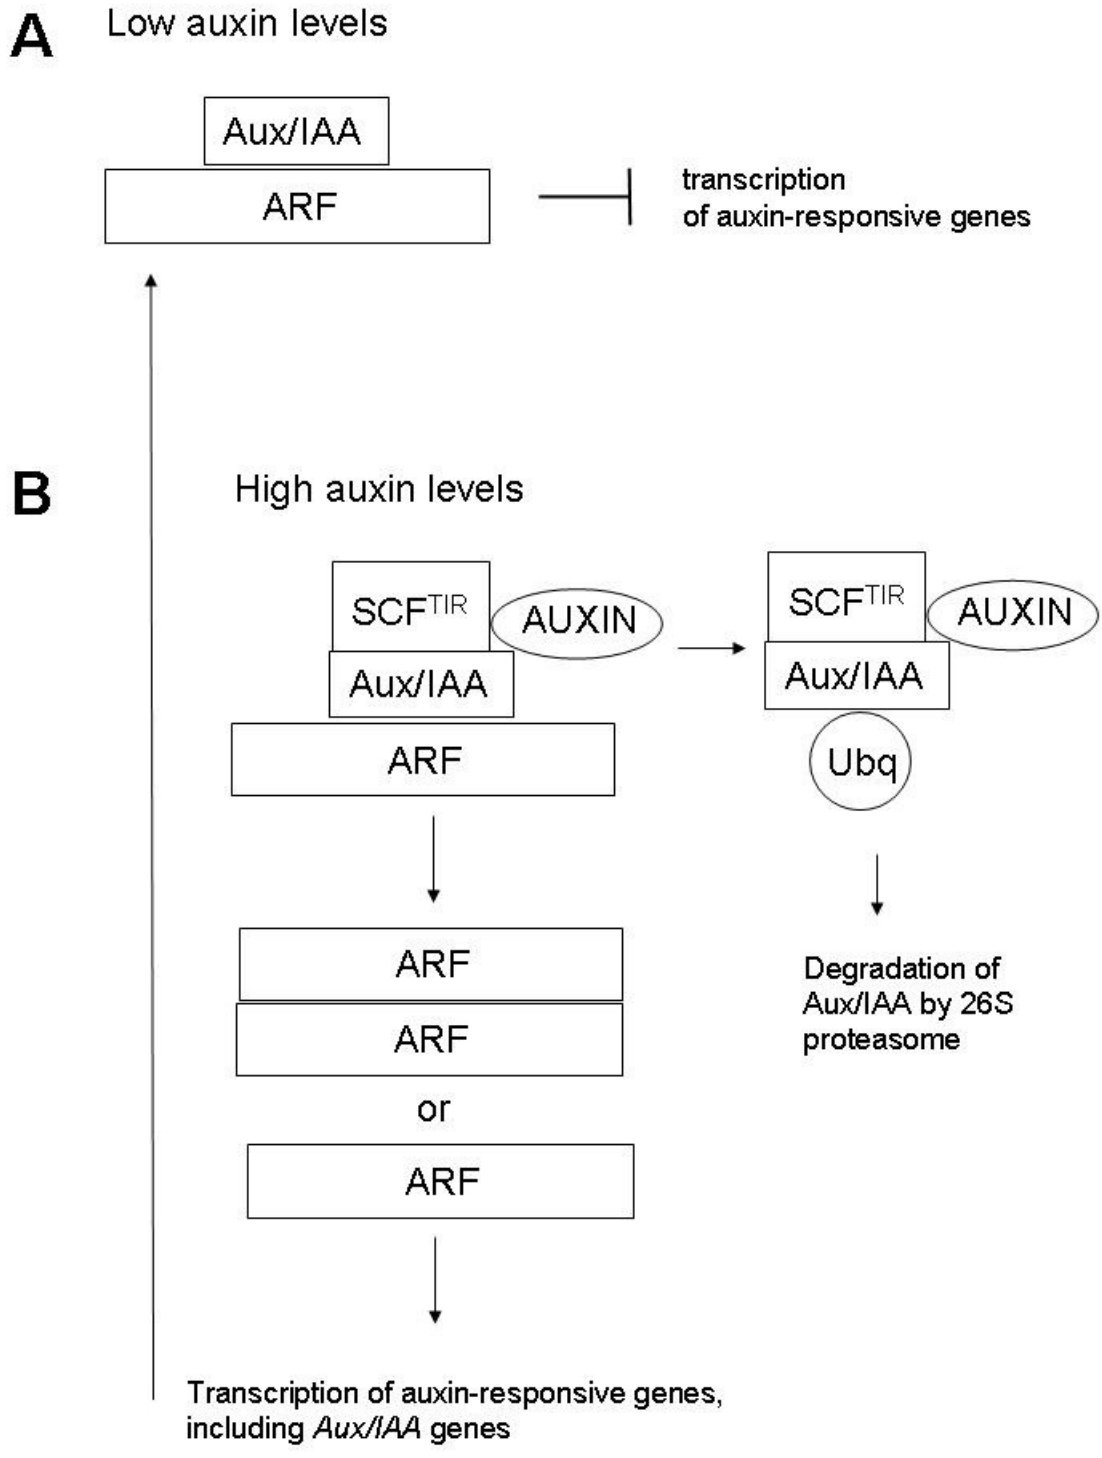 A
Low auxin levels
Aux/IAA
ARF
transcription
of auxin-responsive genes
B
High auxin levels
SCFTIR
AUXIN
Aux/IAA
ARF
SCFTIR
AUXIN
Aux/IAA
Ubq
ARF
ARF
or
ARF
Degradation of
Aux/IAA by 26S
proteasome
Transcription of auxin-responsive genes,
including Aux/IAA genes